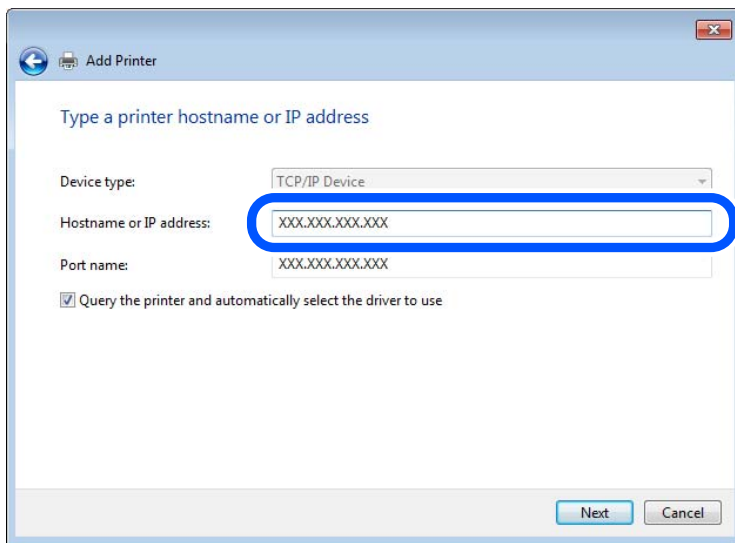 Add Printer
Type a printer hostname or IP address
Device type: TCP/IP Device
Hostname or IP address: XXX.XXX.XXX.XXX
Port name: XXX.XXX.XXX.XXX
Query the printer and automatically select the driver to use
Next Cancel